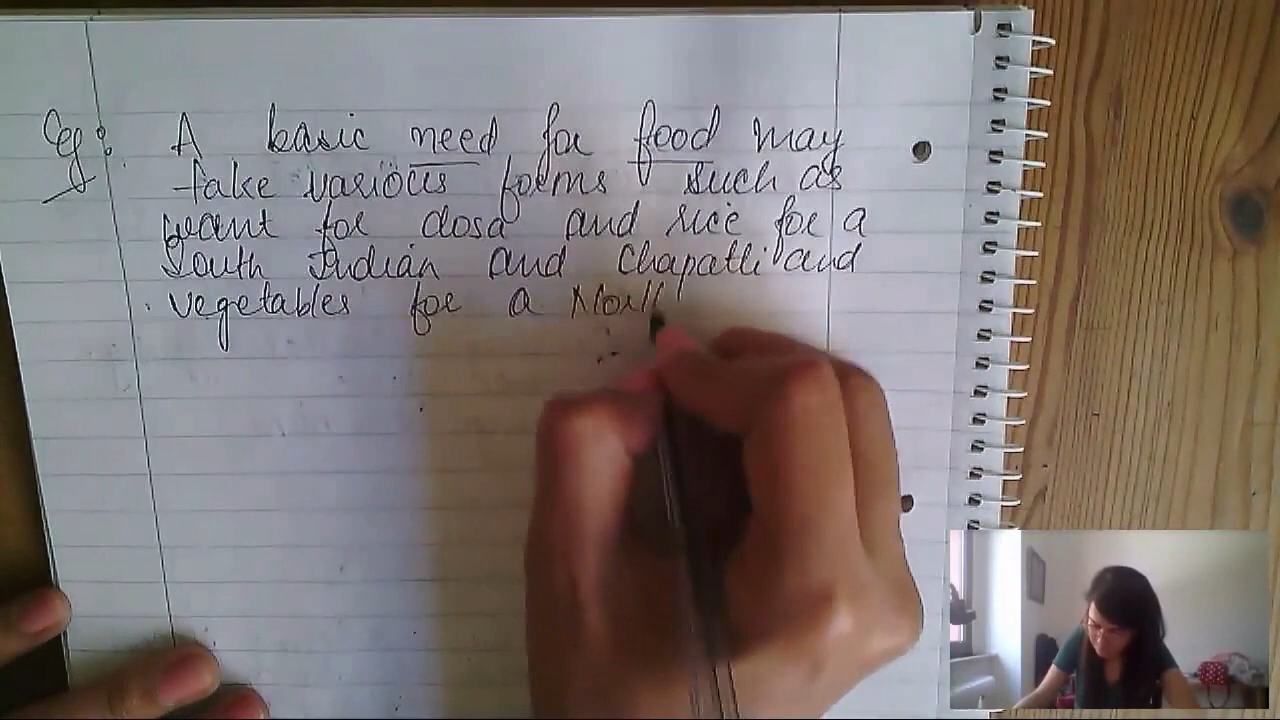 Eg:
A basic need for food may
take various forms such as
want for dosa and rice for a
South Indian and Chapatti and
vegetables for a